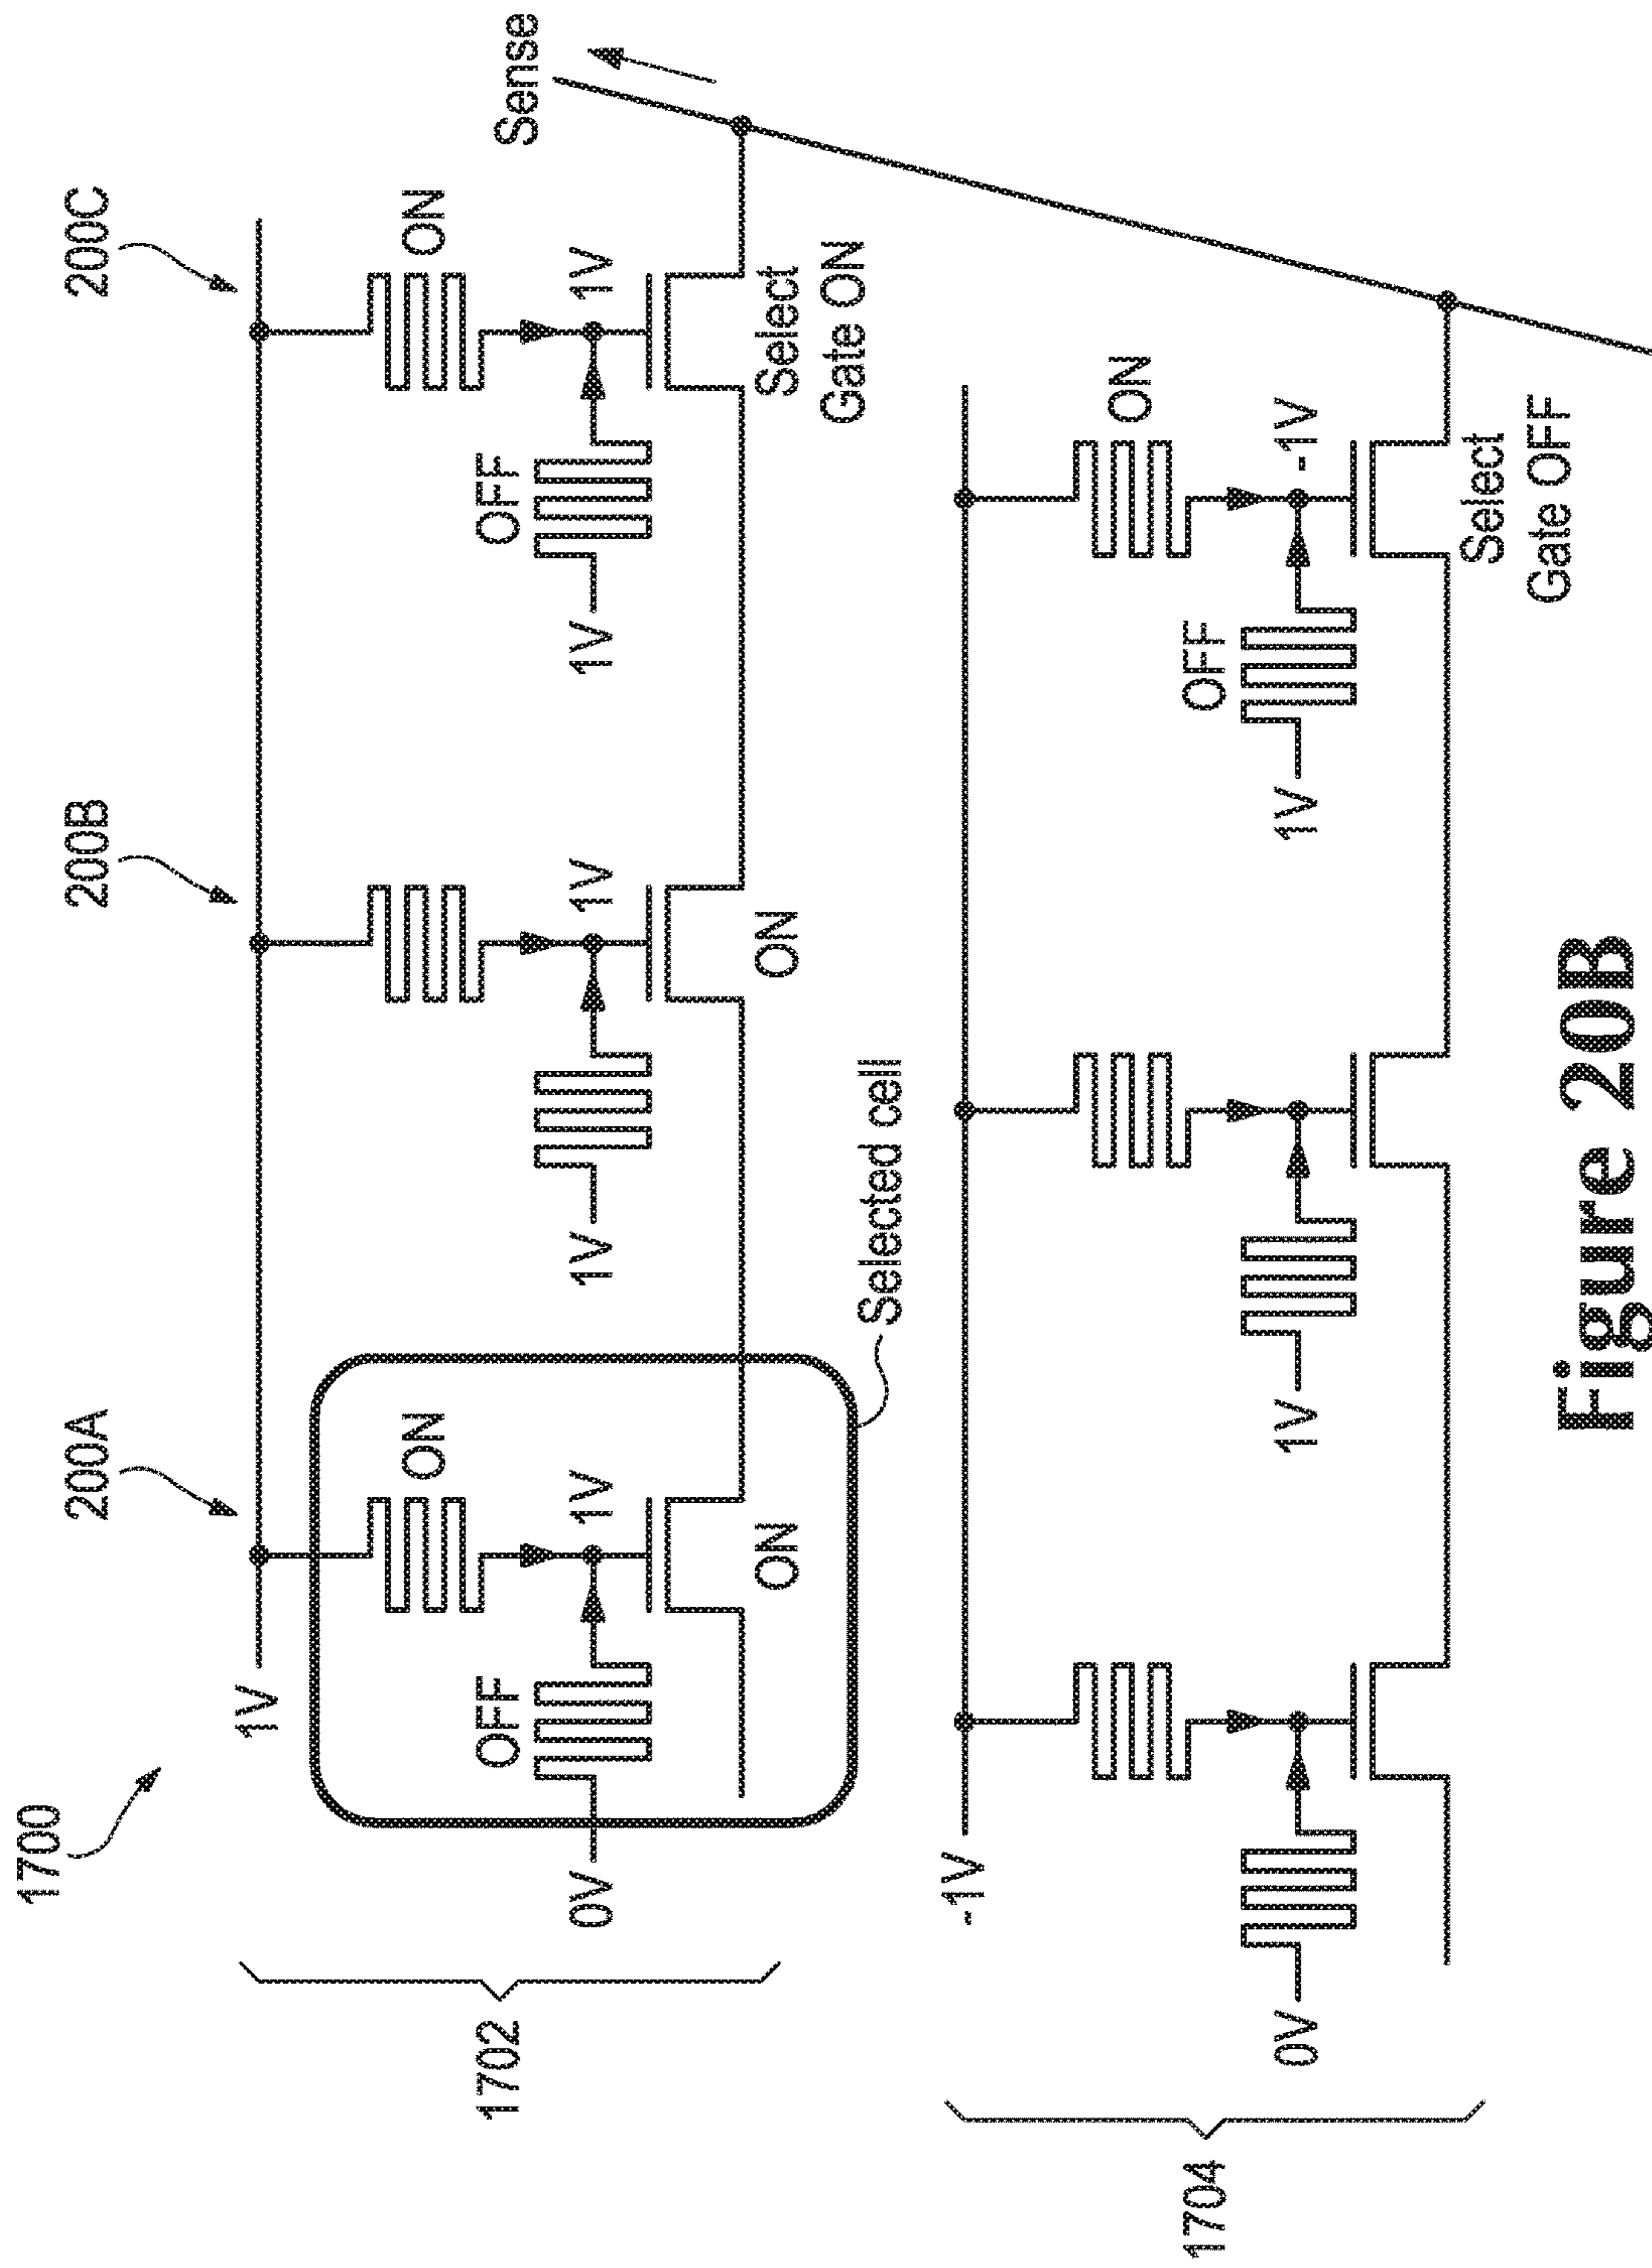 1700
200A
200B
200C
1V
ON
ON
Sense
OFF
OFF
1V
1V
1V
0V
1V
1V
ON
ON
Select
Gate ON
1702
Selected cell
-1V
ON
OFF
-1V
0V
1V
1V
Select
Gate OFF
1704
Figure 20B